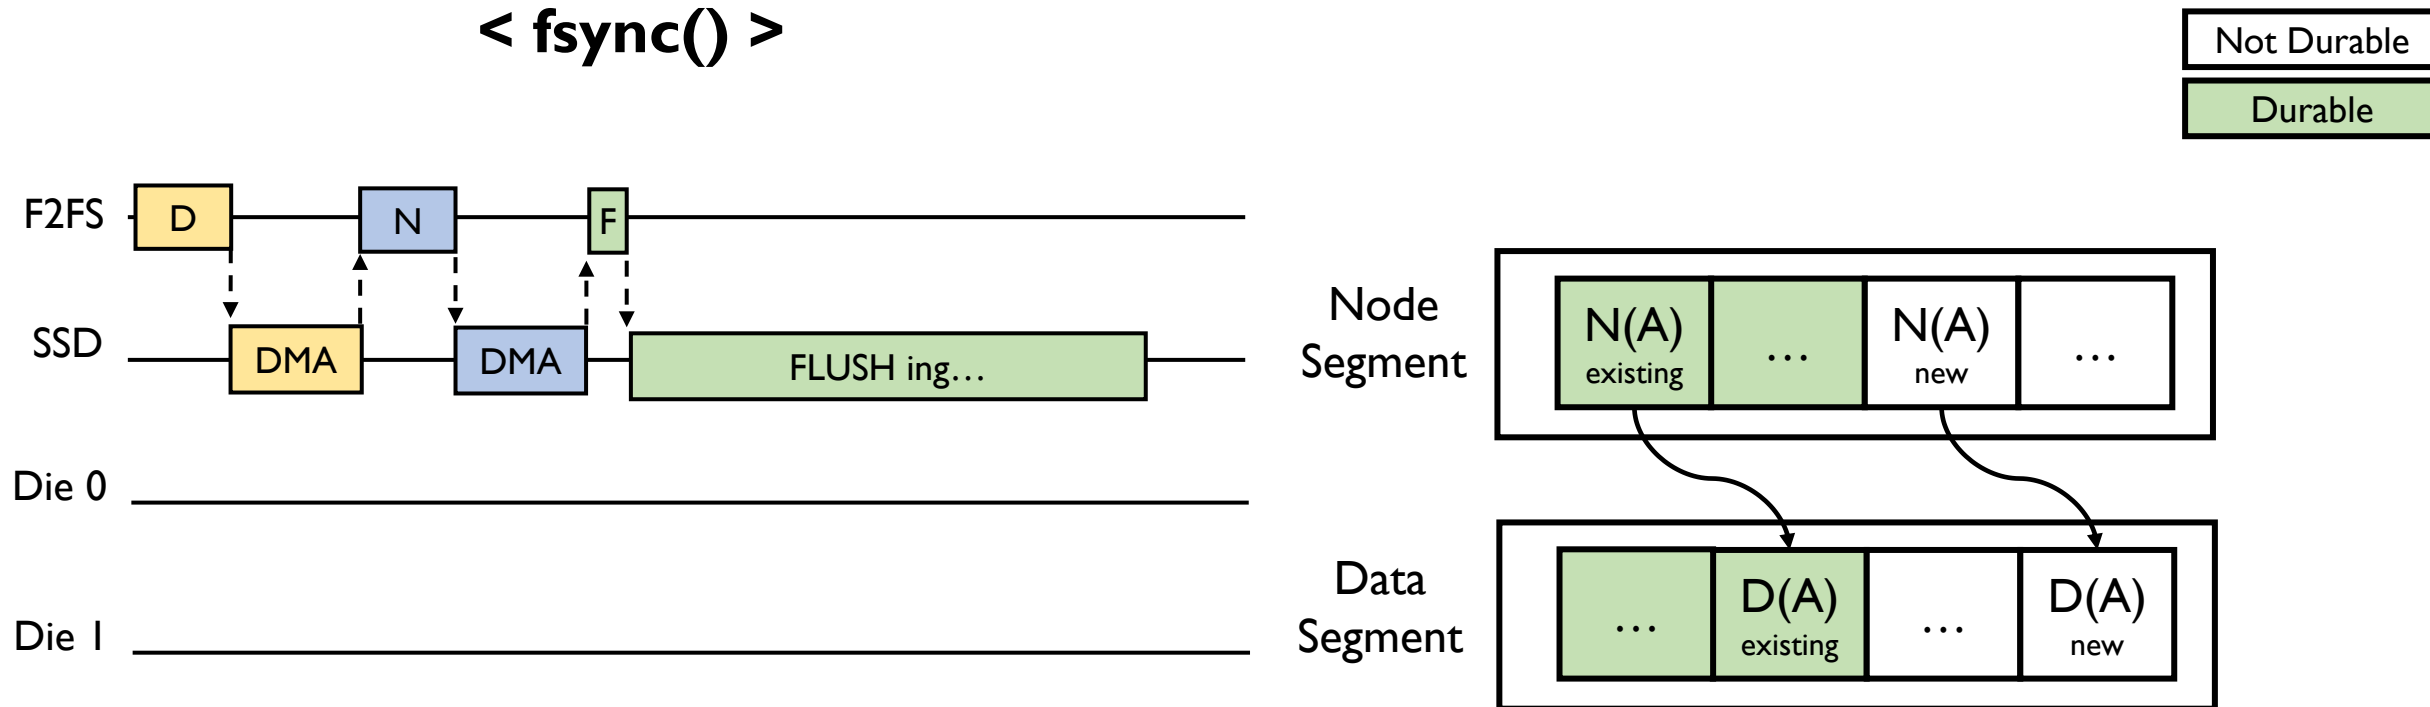 < fsync() >
Not Durable
Durable
F2FS
D
N
F
SSD
DMA
DMA
FLUSH ing…
Die 0
Die 1
Node
Segment
N(A)
existing
…
N(A)
new
…
Data
Segment
…
D(A)
existing
…
D(A)
new